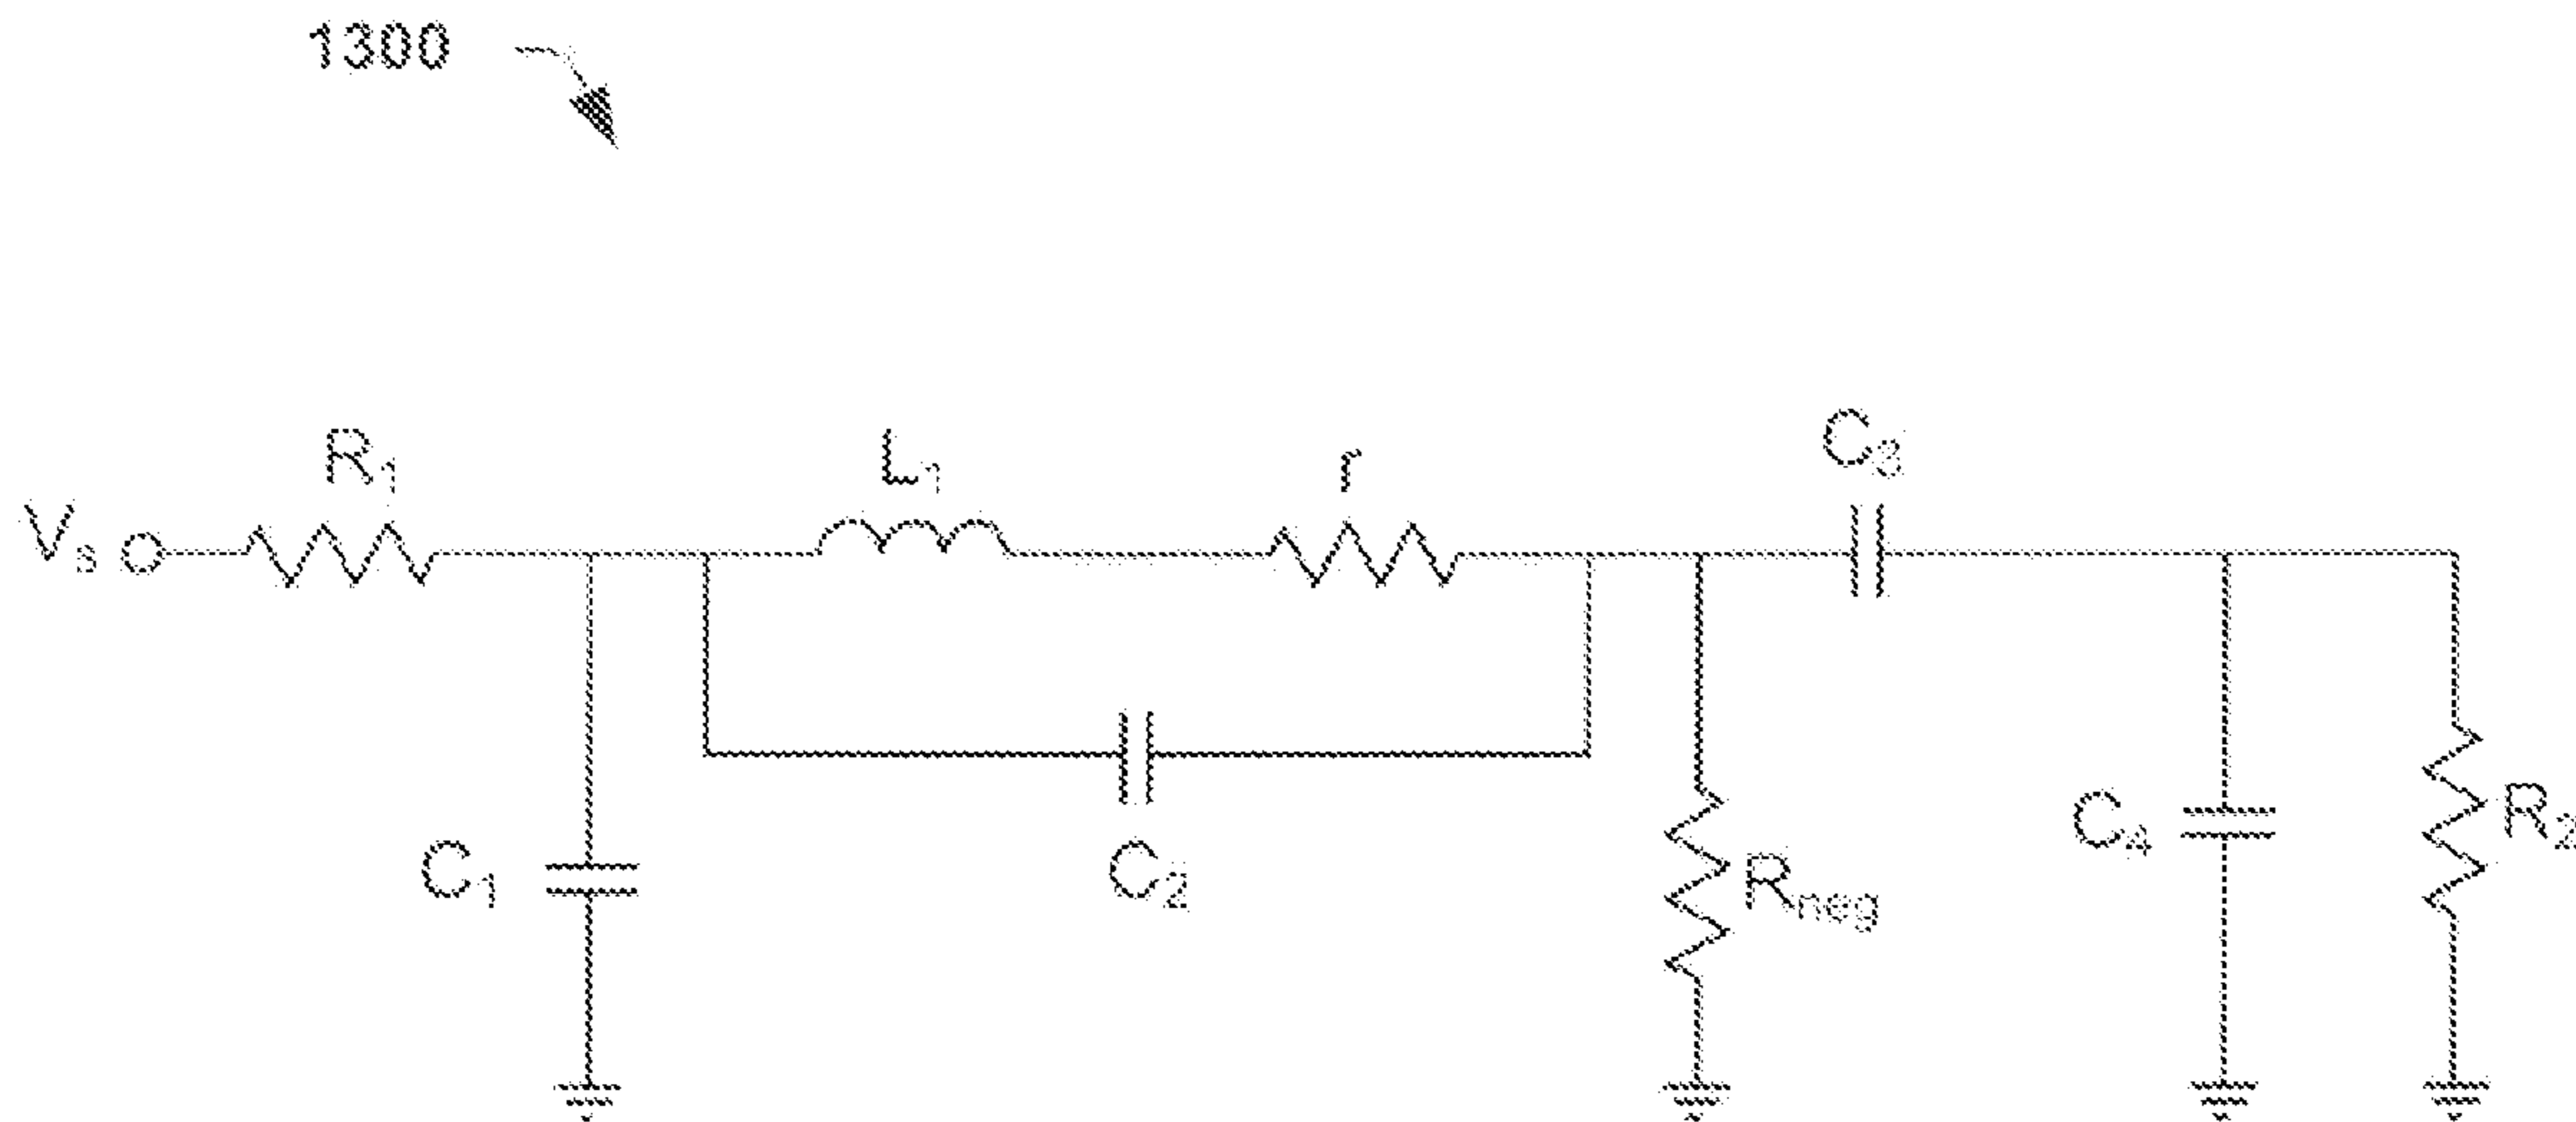 1300
R₁
L₁
r
C₃
Vₛ
C₁
C₂
Rₙₑg
C₄
R₂